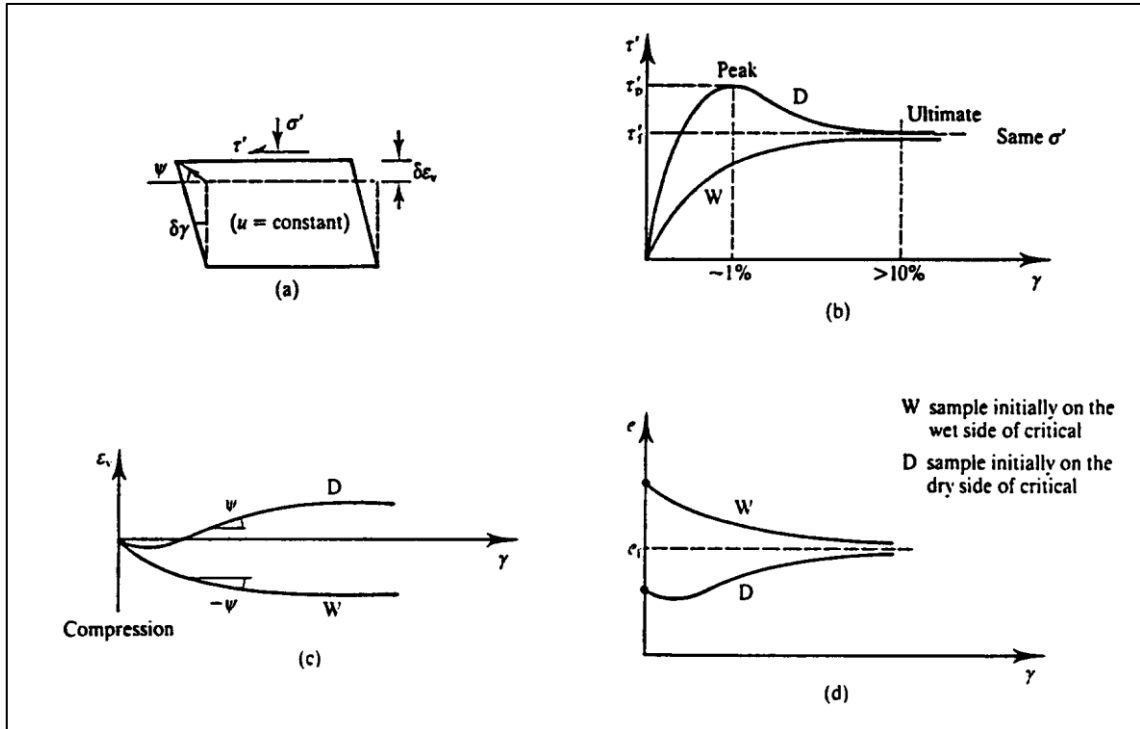 σ'
τ'
ψ
δε_v
δγ
(u = constant)
(a)
τ'
Peak
τ'_p
D
Ultimate
τ'_f
Same σ'
W
~1%
>10%
γ
(b)
ε_v
D
ψ
γ
-ψ
W
Compression
(c)
W sample initially on the
wet side of critical
D sample initially on the
dry side of critical
e
W
e_f
D
γ
(d)